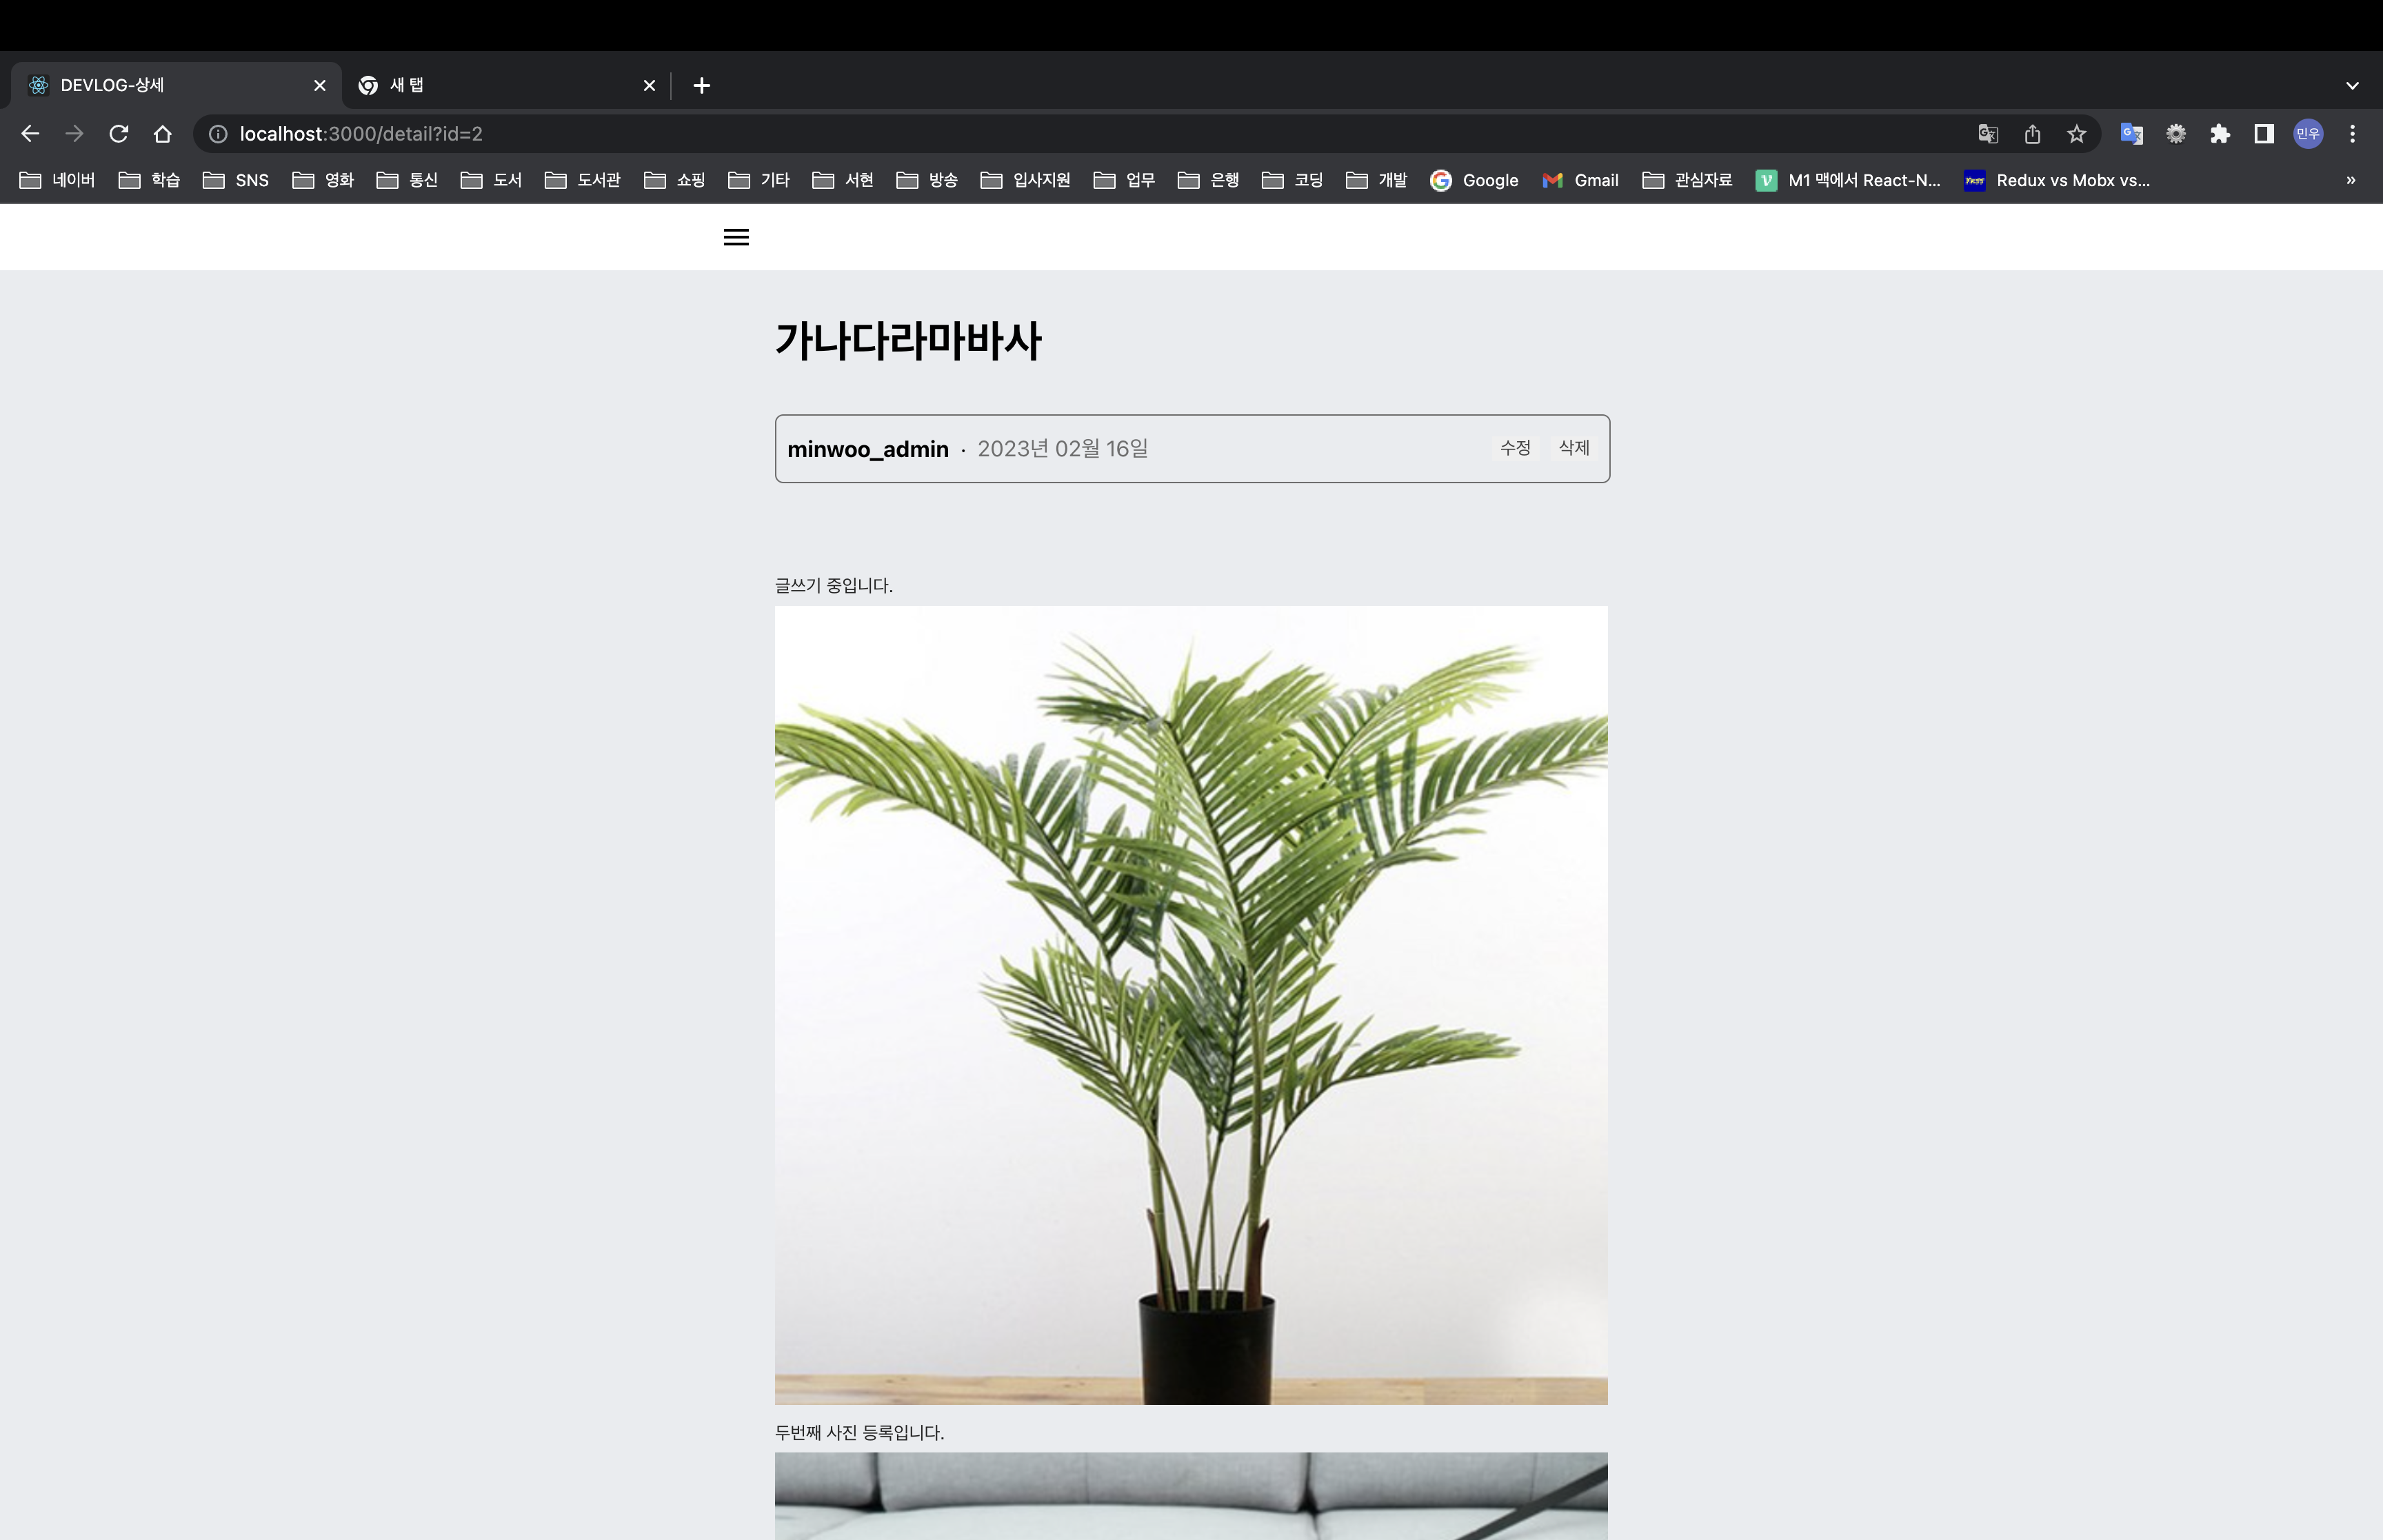 DEVLOG-상세
새 탭
localhost:3000/detail?id=2
민우
네이버 학습 SNS 영화 통신 도서 도서관 쇼핑 기타 서현 방송 입사지원 업무 은행 코딩 개발 Google Gmail 관심자료 M1 맥에서 React-N... Redux vs Mobx vs...
가나다라마바사
minwoo_admin · 2023년 02월 16일 수정 삭제
글쓰기 중입니다.
두번째 사진 등록입니다.